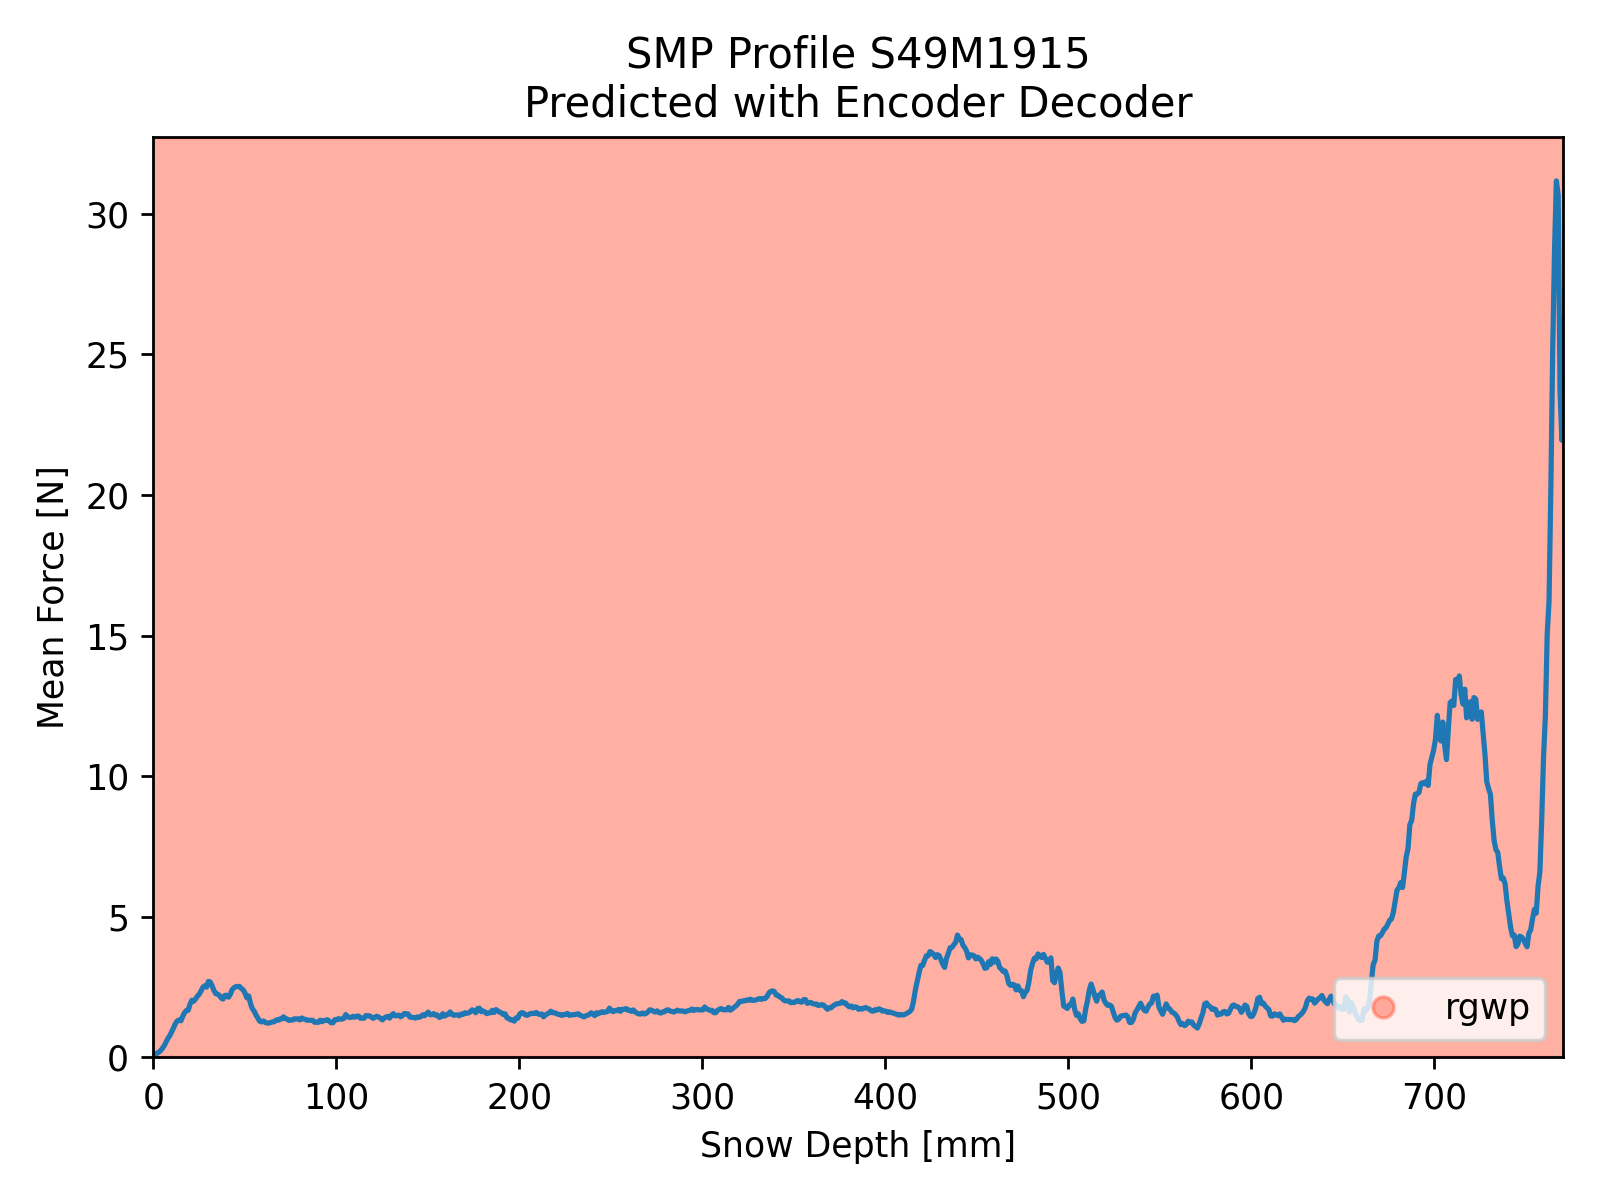 SMP Profile S49M1915
Predicted with Encoder Decoder
Mean Force [N]
30
25
20
15
10
5
0
rgwp
0 100 200 300 400 500 600 700
Snow Depth [mm]